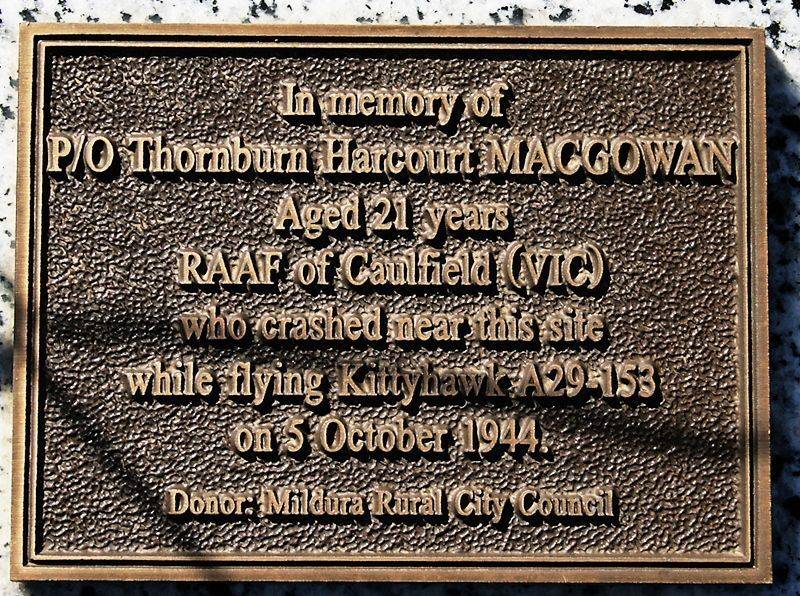 In memory of
P/O Thornburn Harcourt MACGOWAN
Aged 21 years
RAAF of Caulfield (VIC)
who crashed near this site
while flying Kittyhawk A29-153
on 5 October 1944.
Donor: Mildura Rural City Council